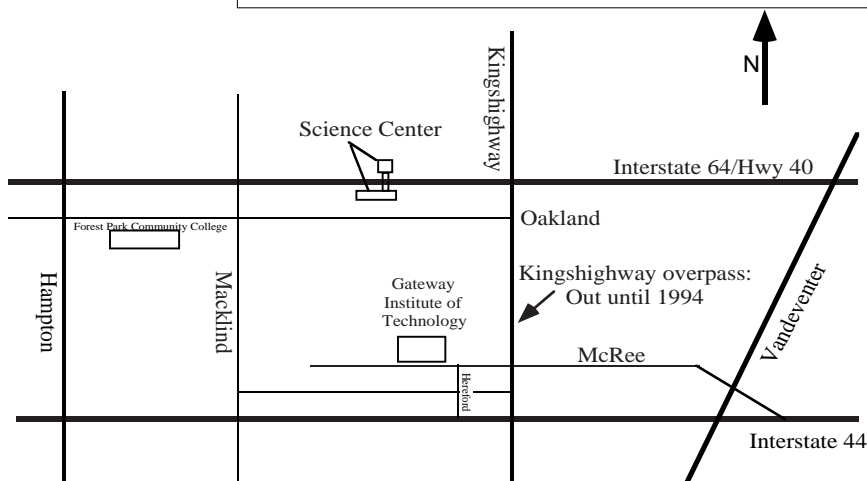 Kingshighway
N
Science Center
Interstate 64/Hwy 40
Oakland
Forest Park Community College
Hampton
Macklind
Gateway
Institute of
Technology
Kingshighway overpass:
Out until 1994
Vandeventer
McRee
Hereford
Interstate 44